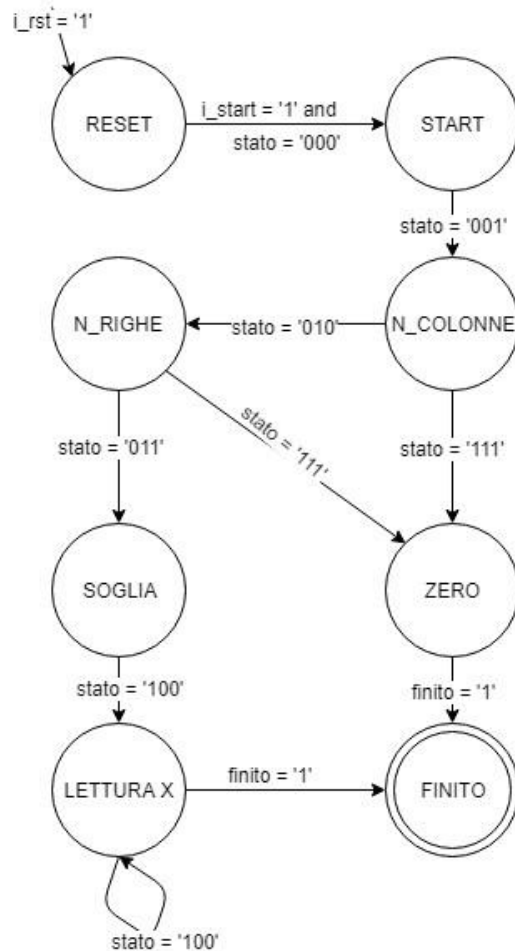 i_rst = '1'
RESET
i_start = '1' and
stato = '000'
START
stato = '001'
N_RIGHE
stato = '010'
N_COLONNE
stato = '011'
stato = '111'
stato = '111'
SOGLIA
ZERO
stato = '100'
finito = '1'
LETTURA X
finito = '1'
FINITO
stato = '100'